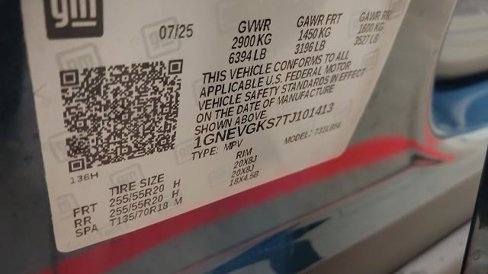 gm
07/25
GVWR GAWR FRT GAWR RR
2900 KG 1450 KG 1600 KG
6394 LB 3196 LB 3527 LB
THIS VEHICLE CONFORMS TO ALL
APPLICABLE U.S. FEDERAL MOTOR
VEHICLE SAFETY STANDARDS IN EFFECT
ON THE DATE OF MANUFACTURE
SHOWN ABOVE.
1GNEVGKS7TJ101413
TYPE: MPV MODEL:
136H
TIRE SIZE RIM
FRT 255/55R20 H 20X8J
RR 255/55R20 H 20X8J
SPA T135/70R18 M 18X4.5B